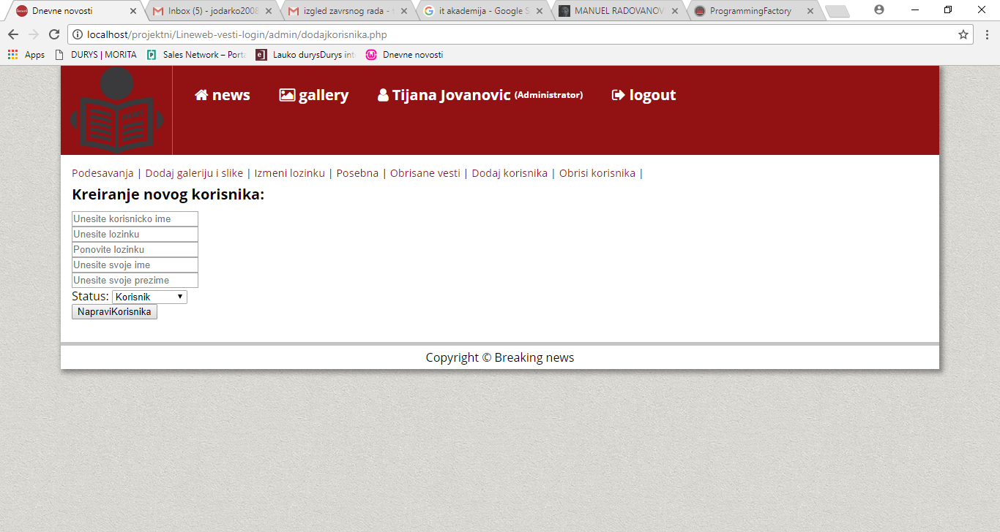 Dnevne novosti
Inbox (5) - jodarko2008
izgled zavrsnog rada -
it akademija - Google S
MANUEL RADOVANOV
ProgrammingFactory
localhost/projektni/Lineweb-vesti-login/admin/dodajkorisnika.php
Apps
DURYS | MORITA
Sales Network – Porta
Lauko durysDurys int
Dnevne novosti
news
gallery
Tijana Jovanovic (Administrator)
logout
Podesavanja | Dodaj galeriju i slike | Izmeni lozinku | Posebna | Obrisane vesti | Dodaj korisnika | Obrisi korisnika |
Kreiranje novog korisnika:
Unesite korisnicko ime
Unesite lozinku
Ponovite lozinku
Unesite svoje ime
Unesite svoje prezime
Status: Korisnik
NapraviKorisnika
Copyright © Breaking news